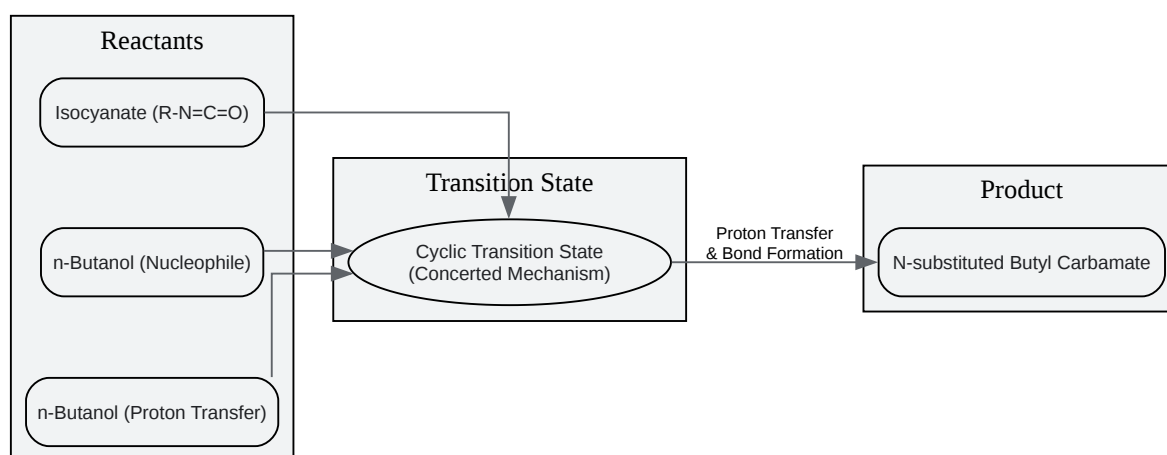 Reactants
Isocyanate (R-N=C=O)
n-Butanol (Nucleophile)
n-Butanol (Proton Transfer)
Transition State
Cyclic Transition State
(Concerted Mechanism)
Proton Transfer
& Bond Formation
Product
N-substituted Butyl Carbamate